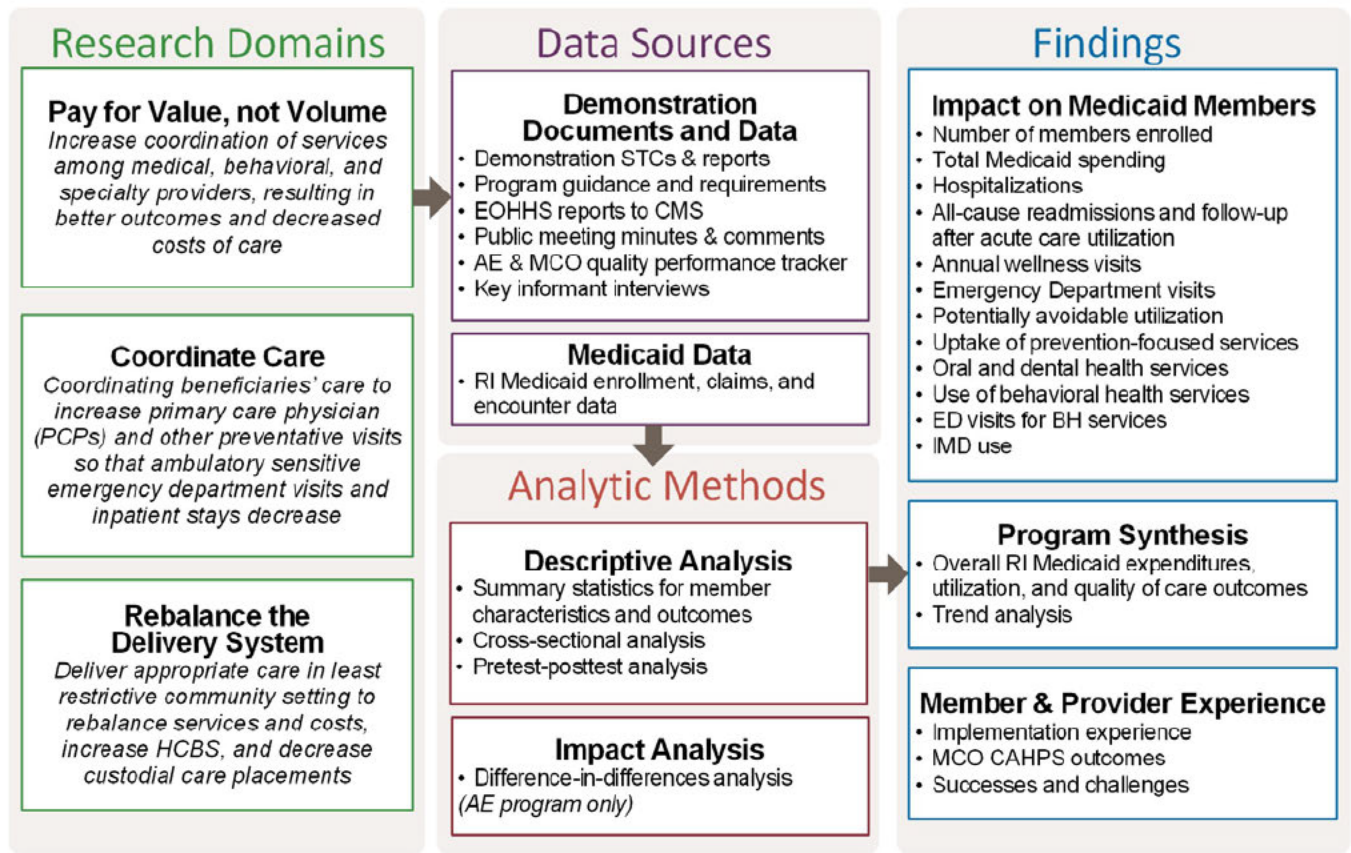 Research Domains
Pay for Value, not Volume
Increase coordination of services
among medical, behavioral, and
specialty providers, resulting in
better outcomes and decreased
costs of care
Coordinate Care
Coordinating beneficiaries' care to
increase primary care physician
(PCPs) and other preventative visits
so that ambulatory sensitive
emergency department visits and
inpatient stays decrease
Rebalance the
Delivery System
Deliver appropriate care in least
restrictive community setting to
rebalance services and costs,
increase HCBS, and decrease
custodial care placements
Data Sources
Demonstration
Documents and Data
• Demonstration STCs & reports
• Program guidance and requirements
• EOHHS reports to CMS
• Public meeting minutes & comments
• AE & MCO quality performance tracker
• Key informant interviews
Medicaid Data
• RI Medicaid enrollment, claims, and
encounter data
Analytic Methods
Descriptive Analysis
• Summary statistics for member
characteristics and outcomes
• Cross-sectional analysis
• Pretest-posttest analysis
Impact Analysis
• Difference-in-differences analysis
(AE program only)
Findings
Impact on Medicaid Members
• Number of members enrolled
• Total Medicaid spending
• Hospitalizations
• All-cause readmissions and follow-up
after acute care utilization
• Annual wellness visits
• Emergency Department visits
• Potentially avoidable utilization
• Uptake of prevention-focused services
• Oral and dental health services
• Use of behavioral health services
• ED visits for BH services
• IMD use
Program Synthesis
• Overall RI Medicaid expenditures,
utilization, and quality of care outcomes
• Trend analysis
Member & Provider Experience
• Implementation experience
• MCO CAHPS outcomes
• Successes and challenges